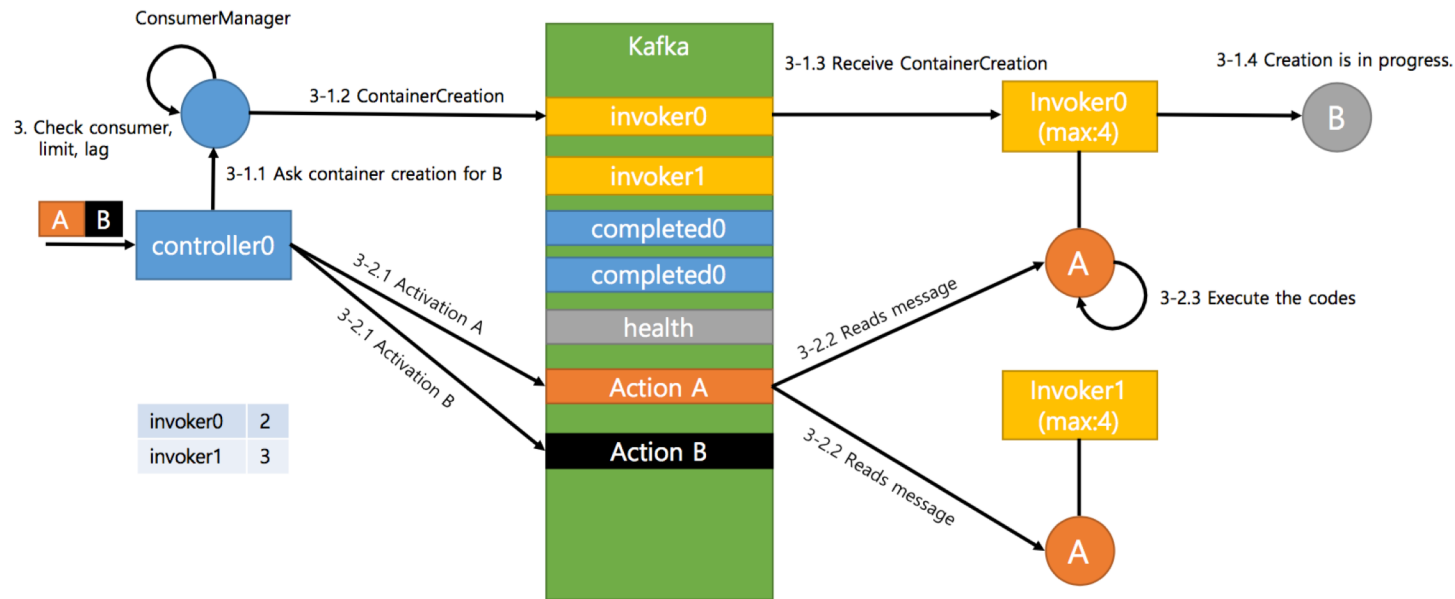 ConsumerManager
Kafka
3-1.2 ContainerCreation
3-1.3 Receive ContainerCreation
3-1.4 Creation is in progress.
invoker0
Invoker0
(max:4)
B
3. Check consumer,
limit, lag
3-1.1 Ask container creation for B
invoker1
A B
controller0
completed0
completed0
health
3-2.1 Activation A
3-2.1 Activation B
3-2.2 Reads message
A
3-2.3 Execute the codes
Action A
Action B
Invoker1
(max:4)
3-2.2 Reads message
A
invoker0 2
invoker1 3